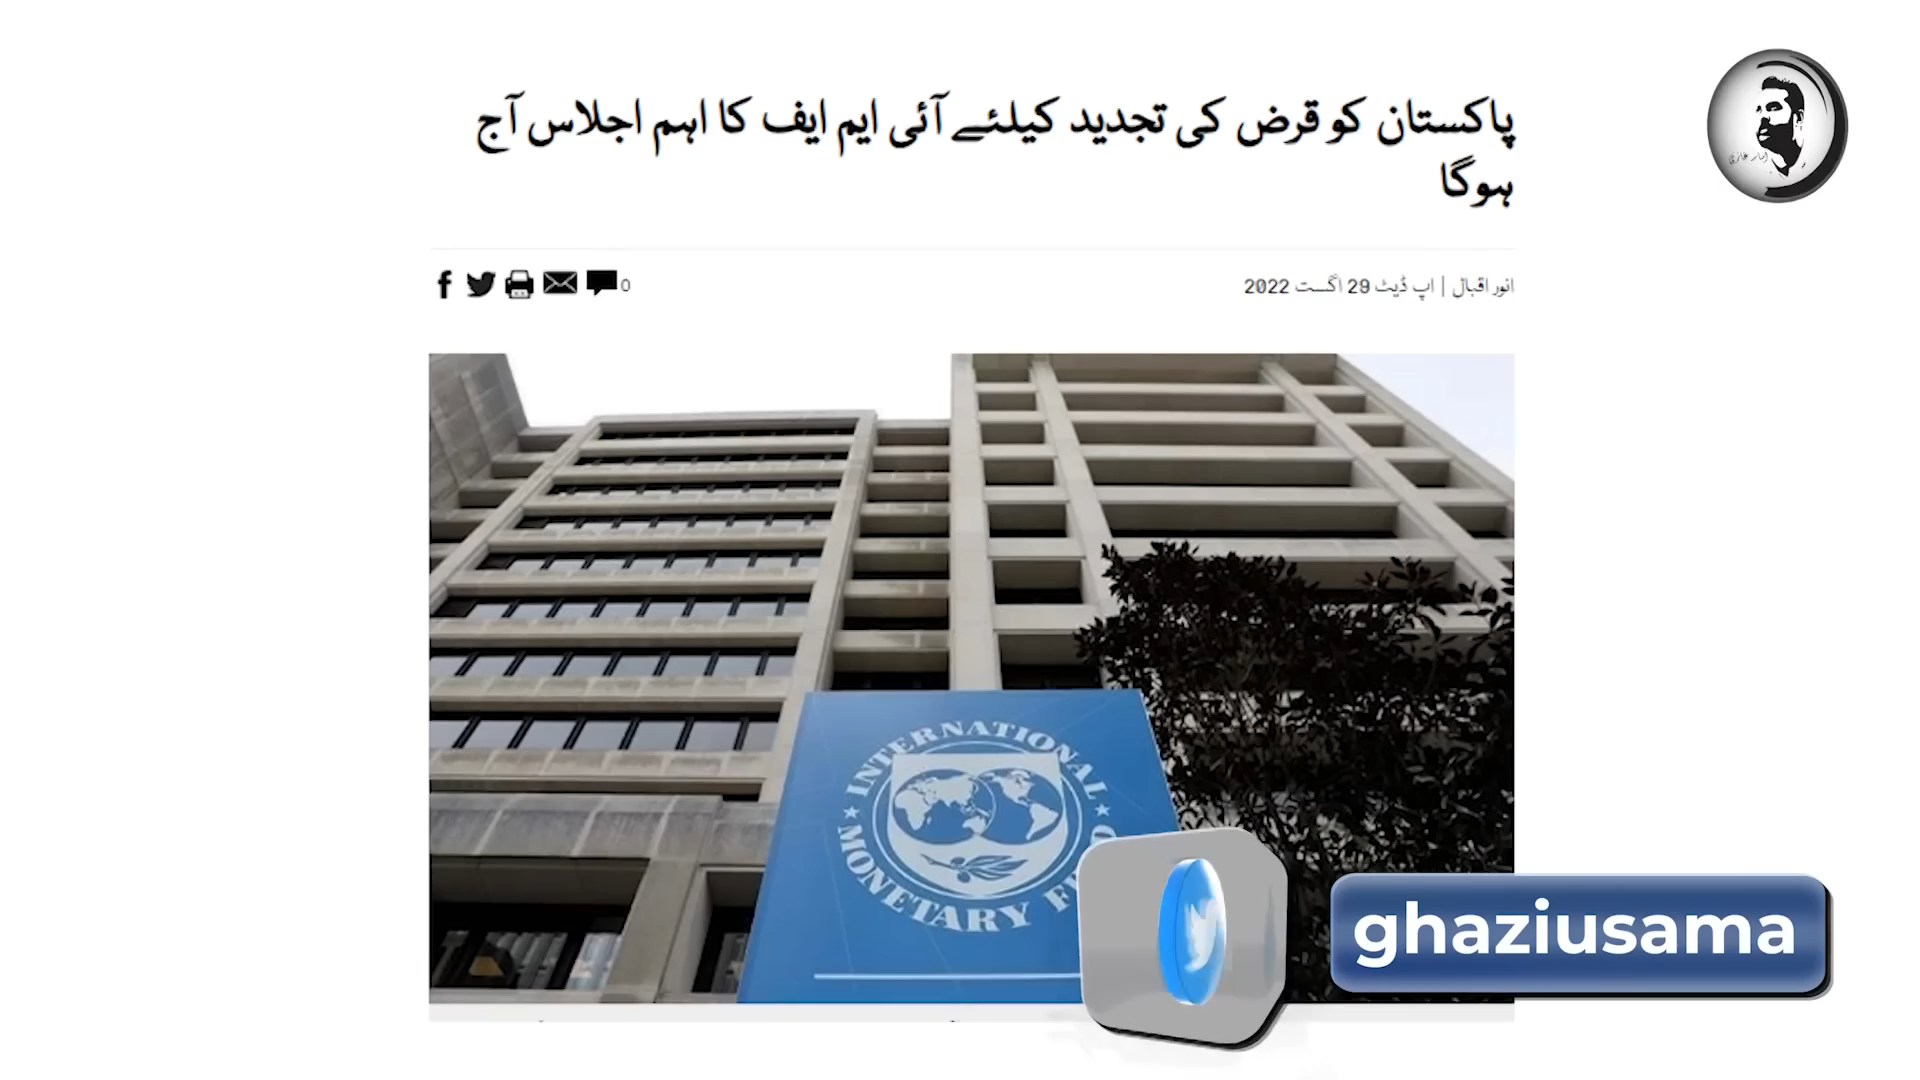 پاکستان کو قرض کی تجدید کیلئے آئی ایم ایف کا اہم اجلاس آج
ہوگا
انور اقبال | اپ ڈیٹ 29 اگست 2022
0
INTERNATIONAL
MONETARY
ghaziusama